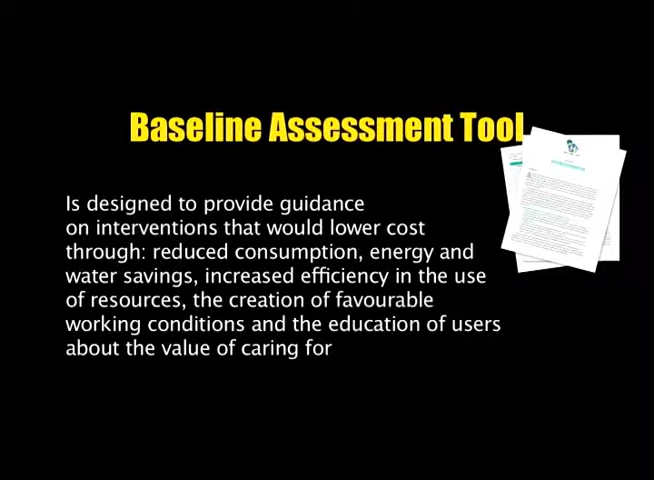 Baseline Assessment Tool
Is designed to provide guidance
on interventions that would lower cost
through: reduced consumption, energy and
water savings, increased efficiency in the use
of resources, the creation of favourable
working conditions and the education of users
about the value of caring for